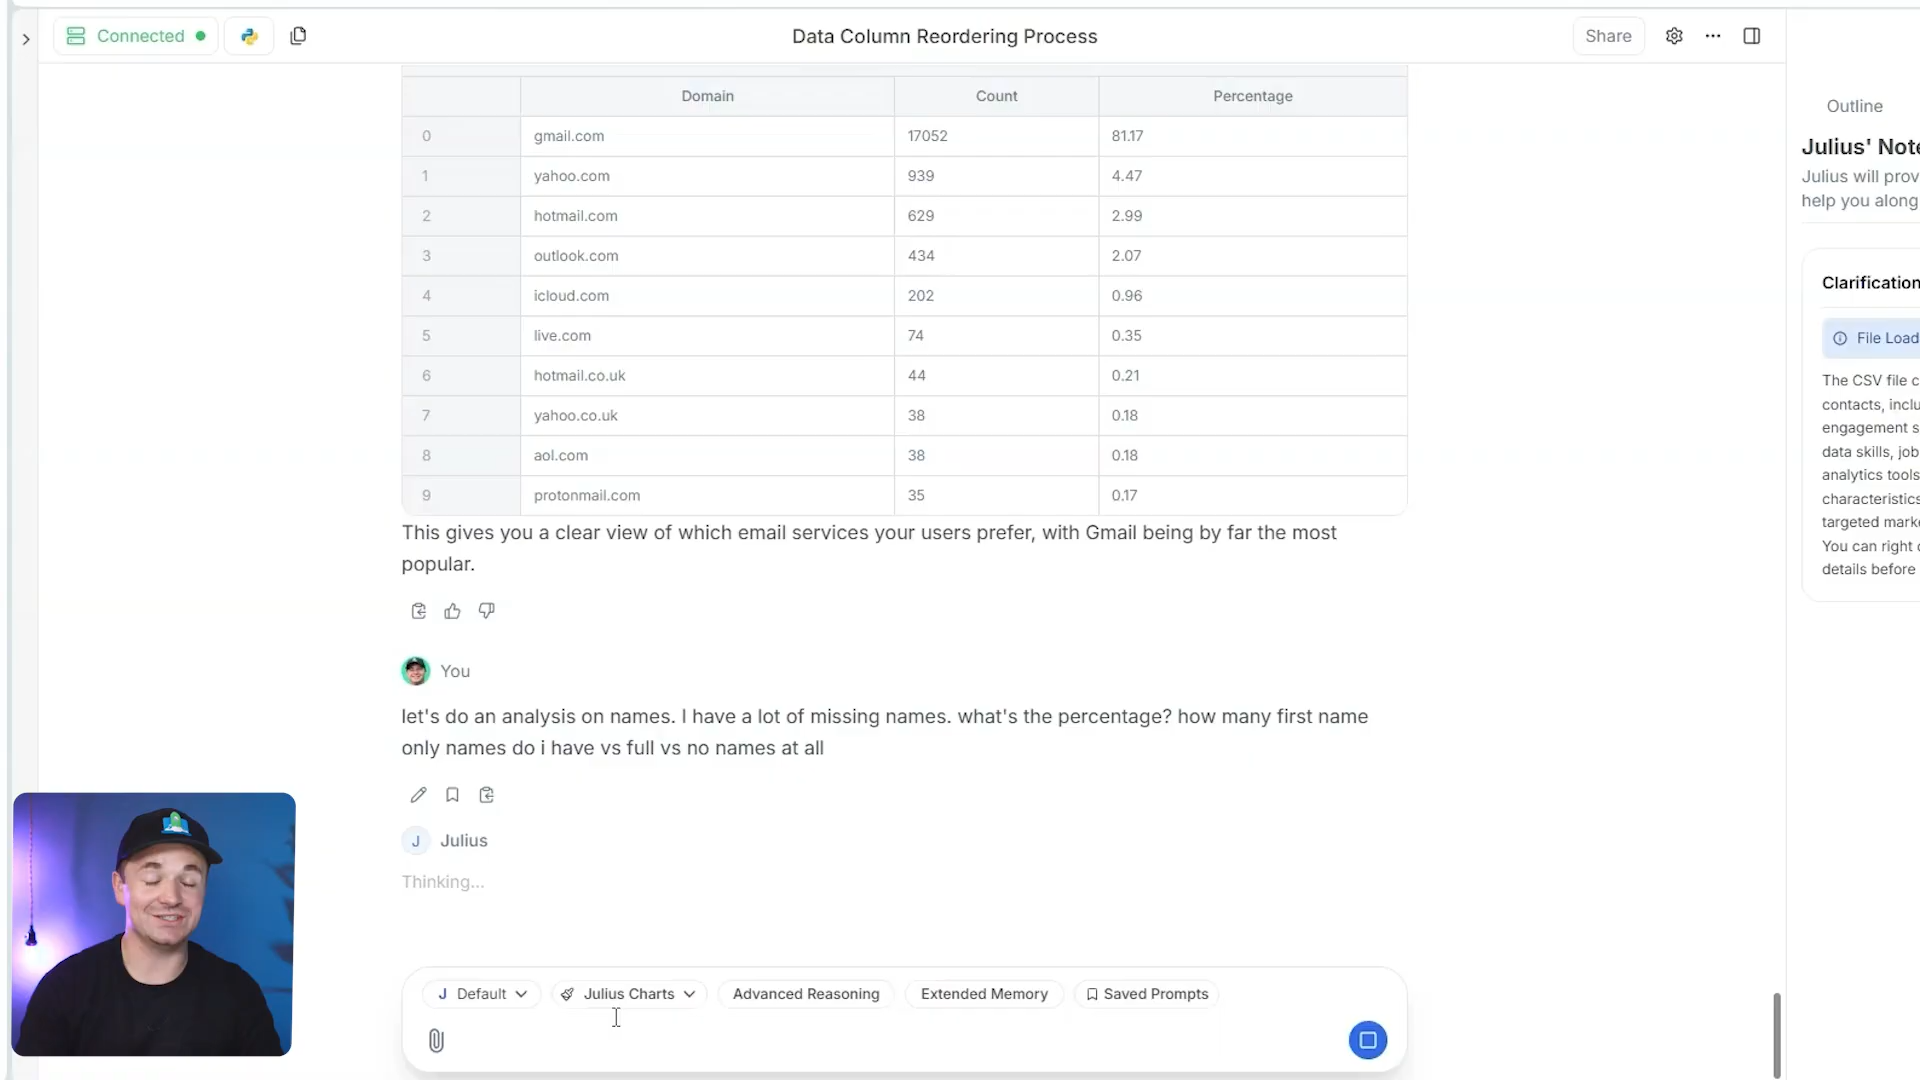 Connected
Data Column Reordering Process
Share
Domain Count Percentage
0 gmail.com 17052 81.17
1 yahoo.com 939 4.47
2 hotmail.com 629 2.99
3 outlook.com 434 2.07
4 icloud.com 202 0.96
5 live.com 74 0.35
6 hotmail.co.uk 44 0.21
7 yahoo.co.uk 38 0.18
8 aol.com 38 0.18
9 protonmail.com 35 0.17
This gives you a clear view of which email services your users prefer, with Gmail being by far the most
popular.
You
let's do an analysis on names. I have a lot of missing names. what's the percentage? how many first name
only names do i have vs full vs no names at all
J Julius
Thinking...
J Default Julius Charts Advanced Reasoning Extended Memory Saved Prompts
Outline
Julius' Note
Julius will prov
help you along
Clarification
File Load
The CSV file c
contacts, inclu
engagement s
data skills, job
analytics tools
characteristics
targeted mark
You can right
details before